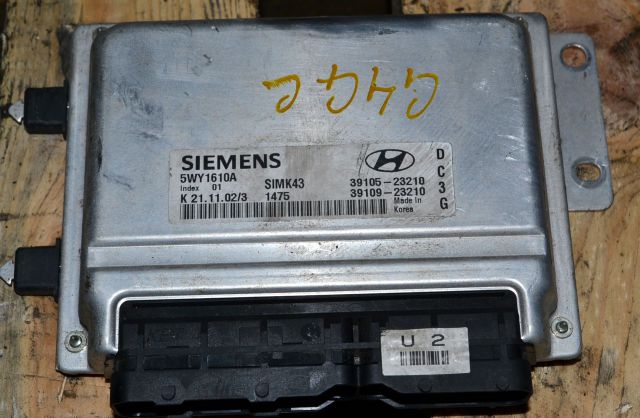 G4GC
SIEMENS
5WY1610A
Index 01 SIMK43
K 21.11.02/3 1475
39105-23210
39109-23210
Made In
Korea
D
C
3
G
U 2